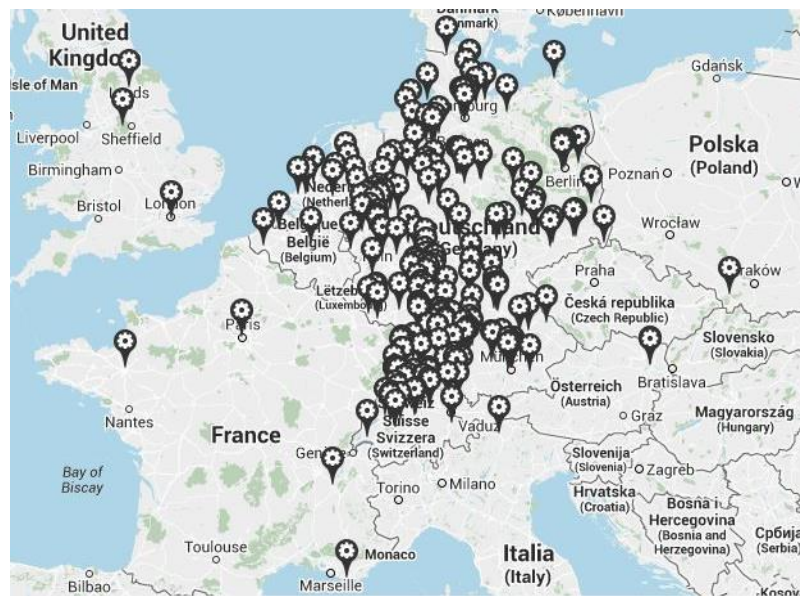 København
United
Kingdo
Gdańsk
sle of Man
Liverpool
Sheffield
Polska
(Poland)
Birmingham
Poznań
Berlin
Bristol
London
België
(Belgium)
Wrocław
Praha
Česká republika
(Czech Republic)
Kraków
Paris
(Luxembourg)
Slovensko
(Slovakia)
München
Bratislava
Österreich
(Austria)
Magyarország
(Hungary)
Nantes
France
Suisse
Svizzera
(Switzerland)
Vaduz
Graz
Genève
Slovenija
(Slovenia)
Zagreb
Bay of
Biscay
Torino
Milano
Hrvatska
(Croatia)
Bosna i
Hercegovina
(Bosnia and
Herzegovina)
Србија
(Serbia)
Toulouse
Monaco
Italia
(Italy)
Marseille
Bilbao
Kosov